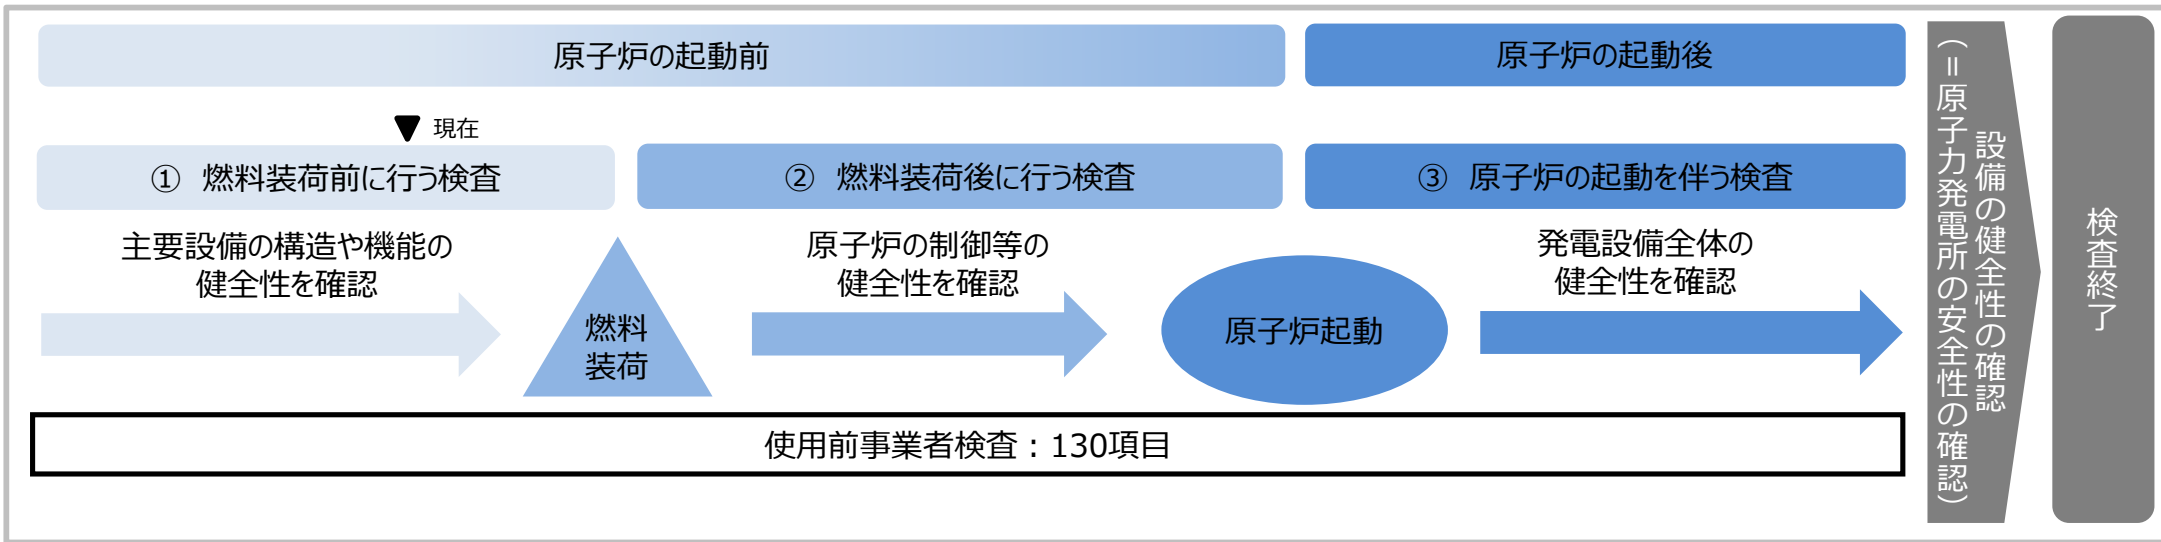 原子炉の起動前
原子炉の起動後
▼ 現在
① 燃料装荷前に行う検査
② 燃料装荷後に行う検査
③ 原子炉の起動を伴う検査
主要設備の構造や機能の
健全性を確認
燃料
装荷
原子炉の制御等の
健全性を確認
原子炉起動
発電設備全体の
健全性を確認
使用前事業者検査：130項目
設備の健全性の確認
（＝原子力発電所の安全性の確認）
検査終了